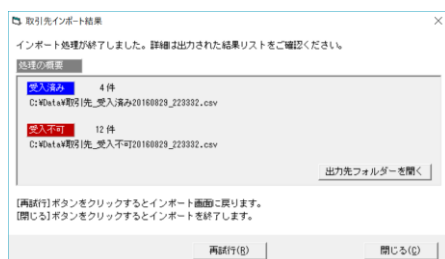 取引先インポート結果
インポート処理が終了しました。詳細は出力された結果リストをご確認ください。
処理の概要
受入済み 4 件
C:¥Data¥取引先_受入済み20160829_223332.csv
受入不可 12 件
C:¥Data¥取引先_受入不可20160829_223332.csv
出力先フォルダーを開く
[再試行]ボタンをクリックするとインポート画面に戻ります。
[閉じる]ボタンをクリックするとインポートを終了します。
再試行(R) 閉じる(C)